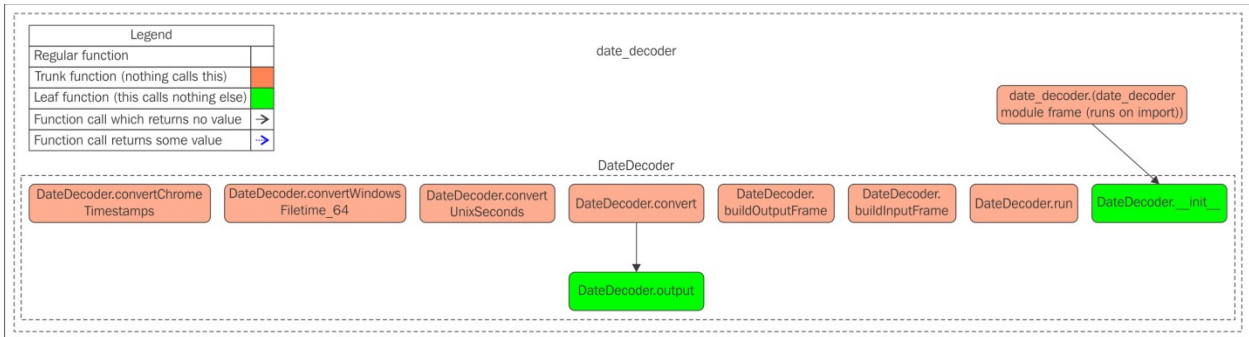 Legend
Regular function
Trunk function (nothing calls this)
Leaf function (this calls nothing else)
Function call which returns no value
Function call returns some value
date_decoder
date_decoder.(date_decoder
module frame (runs on import))
DateDecoder
DateDecoder.convertChrome
Timestamps
DateDecoder.convertWindows
Filetime_64
DateDecoder.convert
UnixSeconds
DateDecoder.convert
DateDecoder.
buildOutputFrame
DateDecoder.
buildInputFrame
DateDecoder.run
DateDecoder.__init__
DateDecoder.output